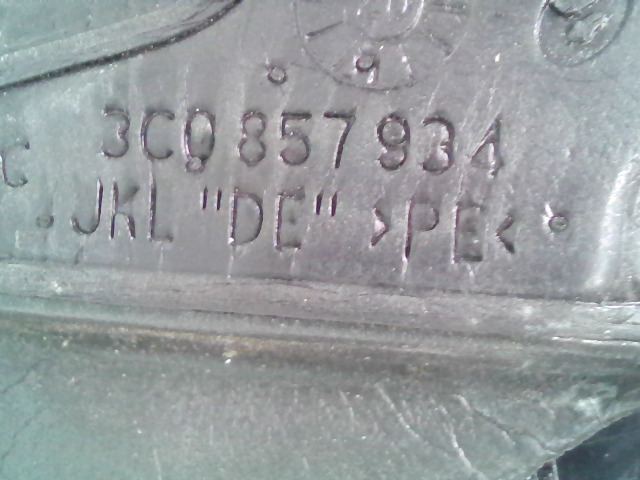 3C0 857 934
C
JKL "DE" >PE<